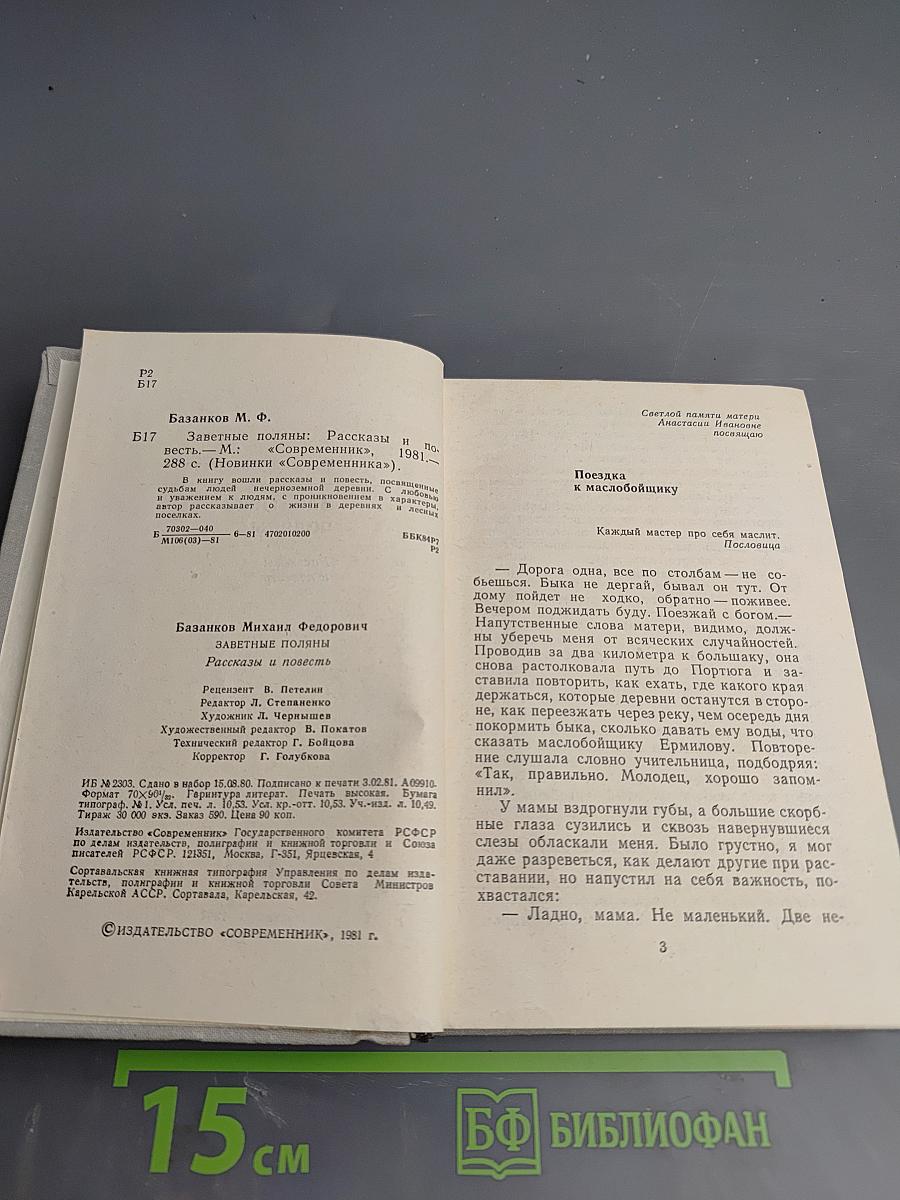 Р2
Б17
Базанков М. Ф.
Б17 Заветные поляны: Рассказы и по-
весть.— М.: «Современник», 1981.—
288 с. (Новинки «Современника»).
В книгу вошли рассказы и повесть, посвященные
судьбам людей нечерноземной деревни. С любовью
и уважением к людям, с проникновением в характеры,
автор рассказывает о жизни в деревнях и лесных
поселках.
Б 70302—040
М106(03)—81 6—81 4702010200
ББК84Р7
Р2
Базанков Михаил Федорович
ЗАВЕТНЫЕ ПОЛЯНЫ
Рассказы и повесть
Рецензент В. Петелин
Редактор Л. Степаненко
Художник Л. Чернышев
Художественный редактор В. Покатов
Технический редактор Г. Бойцова
Корректор Г. Голубкова
ИБ № 2303. Сдано в набор 15.08.80. Подписано к печати 3.02.81. А09910.
Формат 70×90¹/₃₂. Гарнитура литерат. Печать высокая. Бумага
типограф. № 1. Усл. печ. л. 10,53. Усл. кр.-отт. 10,53. Уч.-изд. л. 10,49.
Тираж 30 000 экз. Заказ 590. Цена 90 коп.
Издательство «Современник» Государственного комитета РСФСР
по делам издательств, полиграфии и книжной торговли и Союза
писателей РСФСР. 121351, Москва, Г-351, Ярцевская, 4
Сортавальская книжная типография Управления по делам изда-
тельств, полиграфии и книжной торговли Совета Министров
Карельской АССР. Сортавала, Карельская, 42.
© ИЗДАТЕЛЬСТВО «СОВРЕМЕННИК», 1981 г.
Светлой памяти матери
Анастасии Ивановне
посвящаю
Поездка
к маслобойщику
Каждый мастер про себя маслит.
Пословица
— Дорога одна, все по столбам — не со-
бьешься. Быка не дергай, бывал он тут. От
дому пойдет не ходко, обратно — поживее.
Вечером поджидать буду. Поезжай с богом.—
Напутственные слова матери, видимо, долж-
ны уберечь меня от всяческих случайностей.
Проводив за два километра к большаку, она
снова растолковала путь до Портюга и за-
ставила повторить, как ехать, где какого края
держаться, которые деревни останутся в сторо-
не, как переезжать через реку, чем осередь дня
покормить быка, сколько давать ему воды, что
сказать маслобойщику Ермилову. Повторе-
ние слушала словно учительница, подбодряя:
«Так, правильно. Молодец, хорошо запом-
нил».
У мамы вздрогнули губы, а большие скорб-
ные глаза сузились и сквозь навернувшиеся
слезы обласкали меня. Было грустно, я мог
даже разреветься, как делают другие при рас-
ставании, но напустил на себя важность, по-
хвастался:
— Ладно, мама. Не маленький. Две не-
3
15 см
БФ БИБЛИОФАН